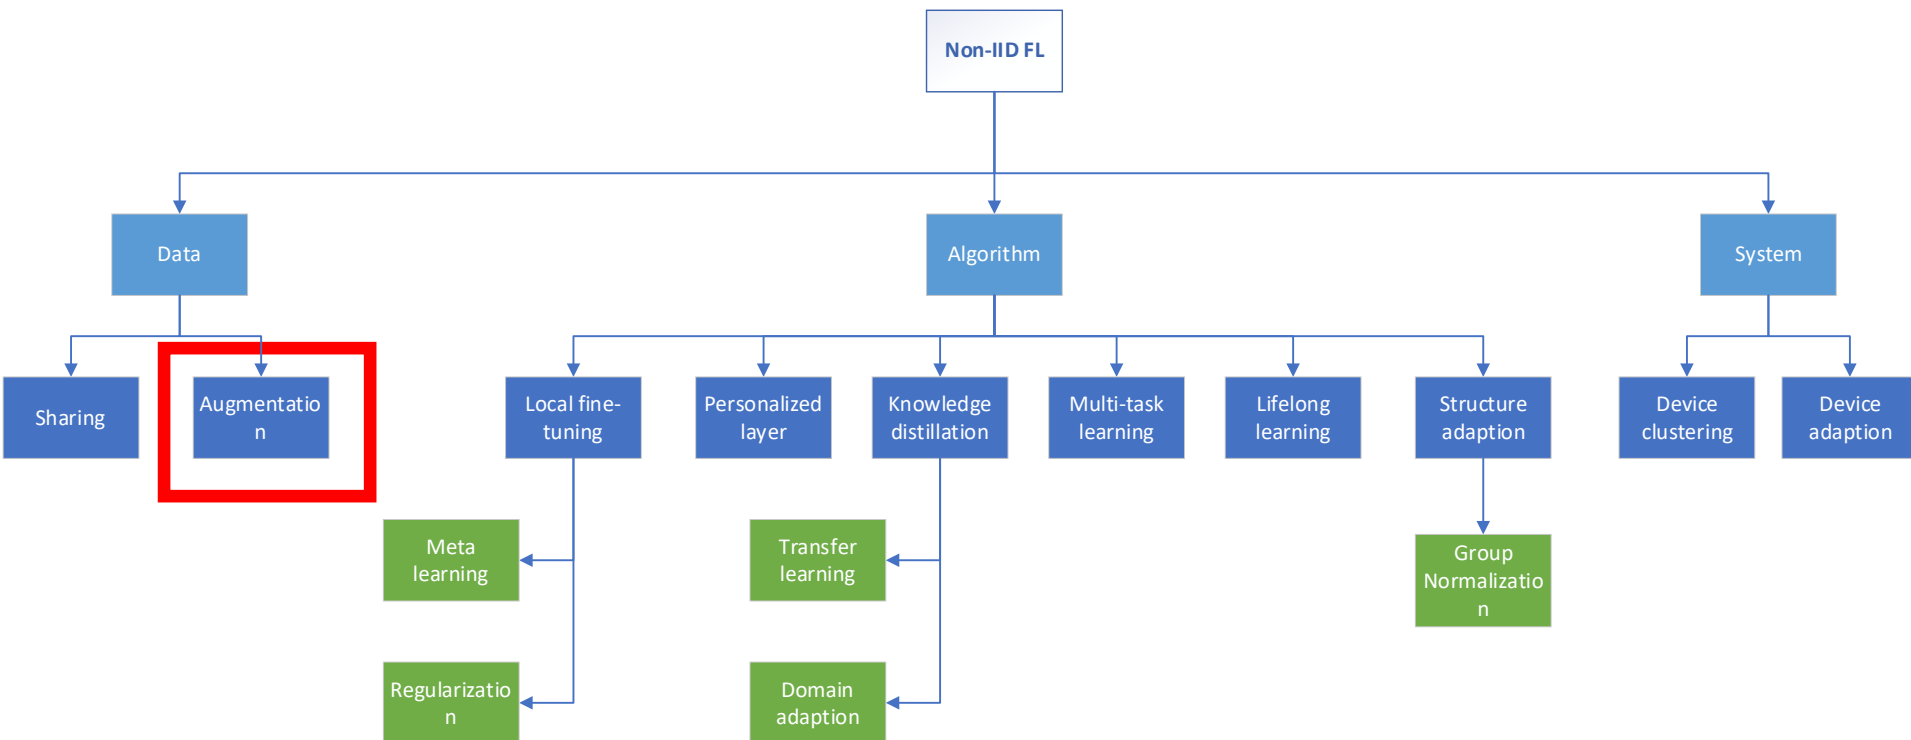 Non-IID FL
Data
Algorithm
System
Sharing
Augmentatio
n
Local fine-
tuning
Personalized
layer
Knowledge
distillation
Multi-task
learning
Lifelong
learning
Structure
adaption
Device
clustering
Device
adaption
Meta
learning
Transfer
learning
Group
Normalizatio
n
Regularizatio
n
Domain
adaption